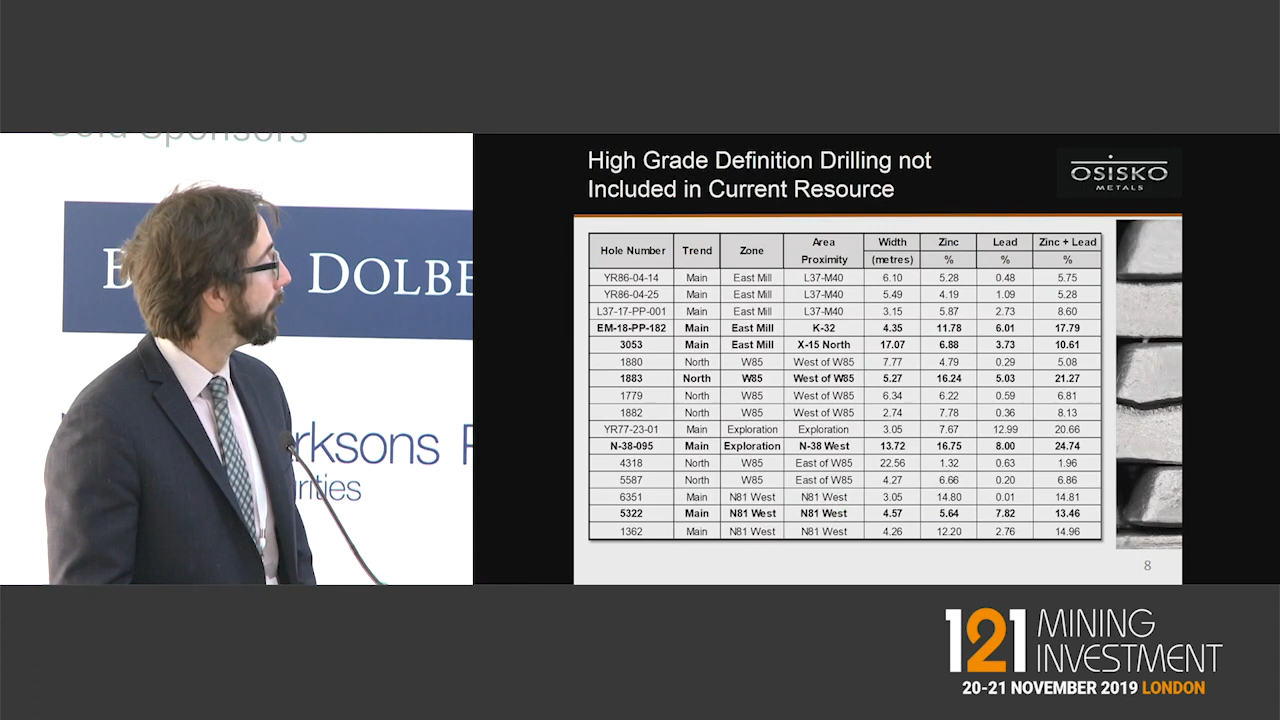 Gold Sponsors
DOLBE
rksons
rities
High Grade Definition Drilling not
Included in Current Resource
OSISKO
METALS
Hole Number Trend Zone Area Proximity Width (metres) Zinc % Lead % Zinc + Lead %
YR86-04-14 Main East Mill L37-M40 6.10 5.28 0.48 5.75
YR86-04-25 Main East Mill L37-M40 5.49 4.19 1.09 5.28
L37-17-PP-001 Main East Mill L37-M40 3.15 5.87 2.73 8.60
EM-18-PP-182 Main East Mill K-32 4.35 11.78 6.01 17.79
3053 Main East Mill X-15 North 17.07 6.88 3.73 10.61
1880 North W85 West of W85 7.77 4.79 0.29 5.08
1883 North W85 West of W85 5.27 16.24 5.03 21.27
1779 North W85 West of W85 6.34 6.22 0.59 6.81
1882 North W85 West of W85 2.74 7.78 0.36 8.13
YR77-23-01 Main Exploration Exploration 3.05 7.67 12.99 20.66
N-38-095 Main Exploration N-38 West 13.72 16.75 8.00 24.74
4318 North W85 East of W85 22.56 1.32 0.63 1.96
5587 North W85 East of W85 4.27 6.66 0.20 6.86
6351 Main N81 West N81 West 3.05 14.80 0.01 14.81
5322 Main N81 West N81 West 4.57 5.64 7.82 13.46
1362 Main N81 West N81 West 4.26 12.20 2.76 14.96
8
121 MINING
INVESTMENT
20-21 NOVEMBER 2019 LONDON